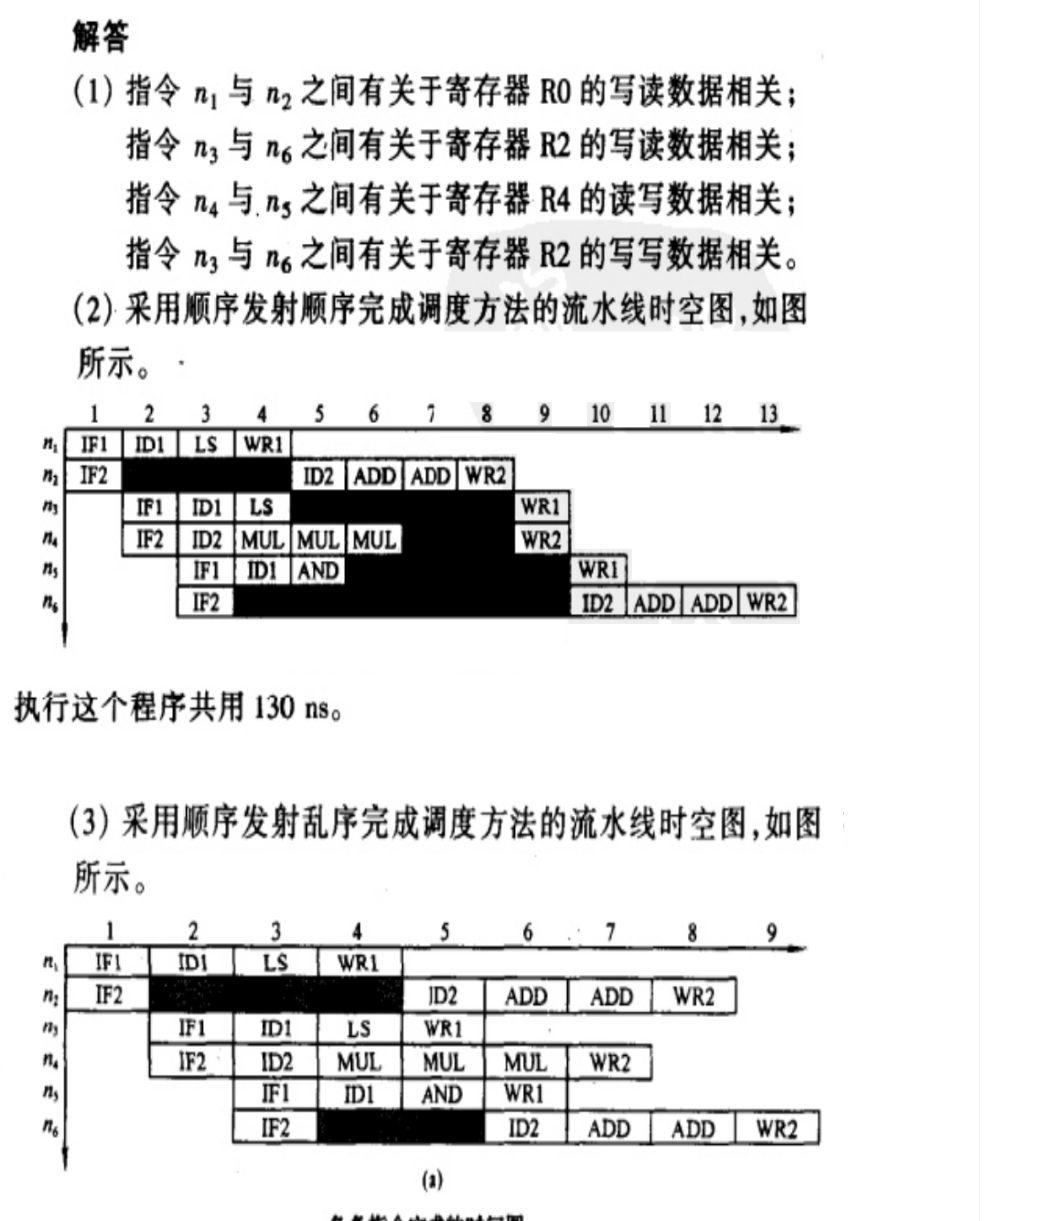 解答
(1) 指令 n₁ 与 n₂ 之间有关于寄存器 R0 的写读数据相关；
指令 n₃ 与 n₆ 之间有关于寄存器 R2 的写读数据相关；
指令 n₄ 与 n₅ 之间有关于寄存器 R4 的读写数据相关；
指令 n₃ 与 n₆ 之间有关于寄存器 R2 的写写数据相关。
(2) 采用顺序发射顺序完成调度方法的流水线时空图,如图
所示。
1 2 3 4 5 6 7 8 9 10 11 12 13
n₁ IF1 ID1 LS WR1
n₂ IF2 ID2 ADD ADD WR2
n₃ IF1 ID1 LS WR1
n₄ IF2 ID2 MUL MUL MUL WR2
n₅ IF1 ID1 AND WR1
n₆ IF2 ID2 ADD ADD WR2
执行这个程序共用 130 ns。
(3) 采用顺序发射乱序完成调度方法的流水线时空图,如图
所示。
1 2 3 4 5 6 7 8 9
n₁ IF1 ID1 LS WR1
n₂ IF2 ID2 ADD ADD WR2
n₃ IF1 ID1 LS WR1
n₄ IF2 ID2 MUL MUL MUL WR2
n₅ IF1 ID1 AND WR1
n₆ IF2 ID2 ADD ADD WR2
(a)